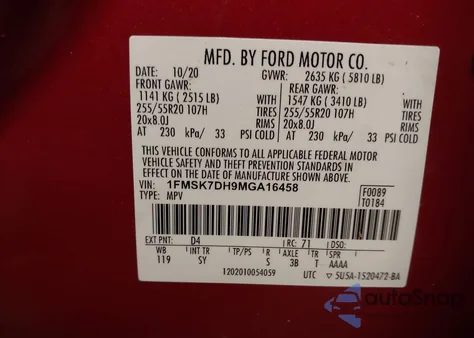 MFD. BY FORD MOTOR CO.
DATE: 10/20 GVWR: 2635 KG ( 5810 LB)
FRONT GAWR: REAR GAWR:
1141 KG ( 2515 LB) WITH 1547 KG ( 3410 LB) WITH
255/55R20 107H TIRES 255/55R20 107H TIRES
20x8.0J RIMS 20x8.0J RIMS
AT 230 kPa/ 33 PSI COLD AT 230 kPa/ 33 PSI COLD
THIS VEHICLE CONFORMS TO ALL APPLICABLE FEDERAL MOTOR
VEHICLE SAFETY AND THEFT PREVENTION STANDARDS IN EFFECT ON
THE DATE OF MANUFACTURE SHOWN ABOVE.
VIN: 1FMSK7DH9MGA16458 F0089
TYPE: MPV T0184
EXT PNT: D4 RC: 71 DSO:
WB INT TR TP/PS R AXLE TR SPR
119 SY S 3B T AAAA
1202010054059 UTC ▽ 5U5A-1520472-BA
autoSnap